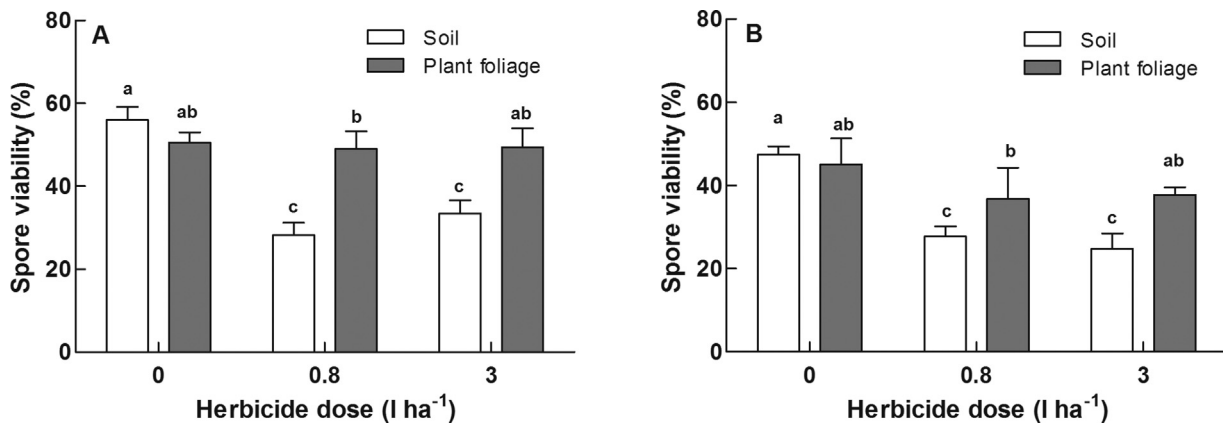 A
Soil
Plant foliage
Spore viability (%)
80
60
40
20
0
a
ab
c
b
c
ab
0
0.8
3
Herbicide dose (l ha⁻¹)
B
Soil
Plant foliage
Spore viability (%)
80
60
40
20
0
a
ab
c
b
c
ab
0
0.8
3
Herbicide dose (l ha⁻¹)